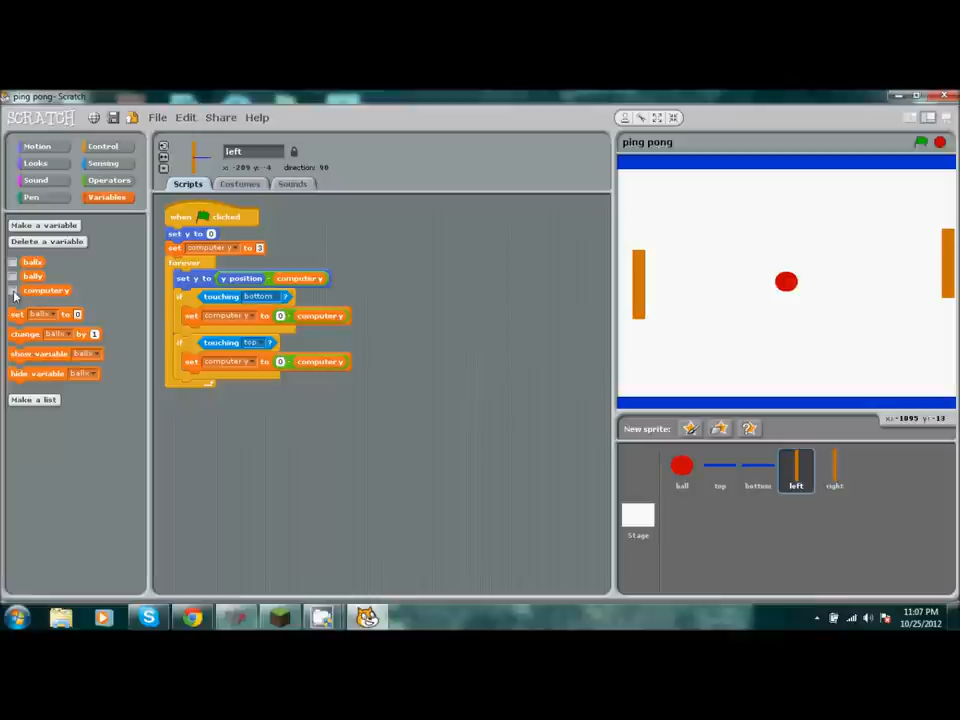 ping pong- Scratch
SCRATCH File Edit Share Help
Motion Control
Looks Sensing
Sound Operators
Pen Variables
Make a variable
Delete a variable
ballx
bally
computer y
set ballx to 0
change ballx by 1
show variable ballx
hide variable ballx
Make a list
left
x: -209 y: -4 direction: 90
Scripts Costumes Sounds
when clicked
set y to 0
set computer y to 3
forever
set y to y position - computer y
if touching bottom ?
set computer y to 0 - computer y
if touching top ?
set computer y to 0 - computer y
ping pong
x: -1895 y: -13
New sprite:
ball top bottom left right
Stage
11:07 PM
10/25/2012